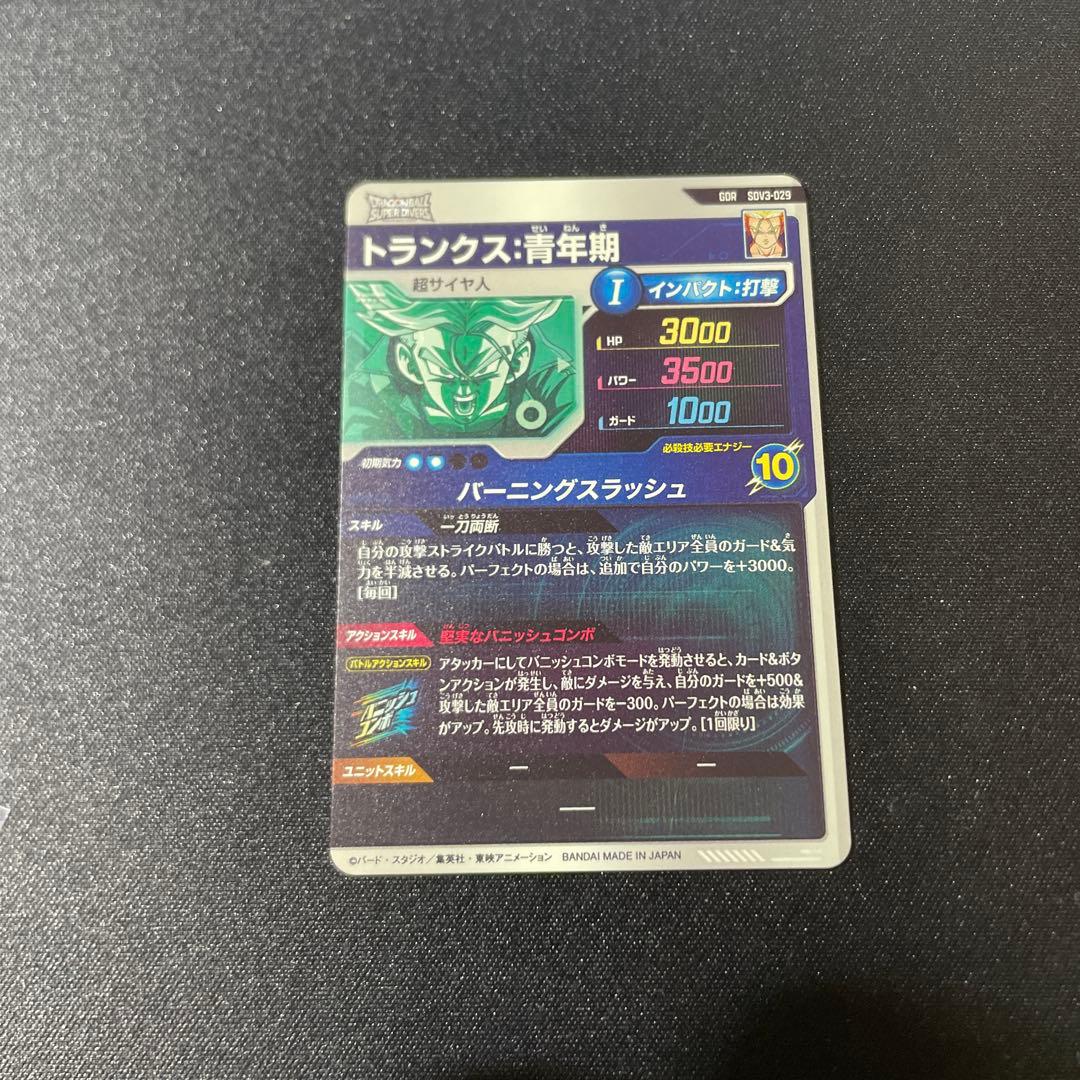 DRAGONBALL
SUPER DIVERS
GDR SDV3-029
トランクス:青年期
せい ねん き
超サイヤ人
I インパクト:打撃
HP 3000
パワー 3500
ガード 1000
初期気力
必殺技必要エナジー
10
バーニングスラッシュ
スキル 一刀両断
いっ とう りょう だん
自分の攻撃ストライクバトルに勝つと、攻撃した敵エリア全員のガード&気
力を半減させる。パーフェクトの場合は、追加で自分のパワーを+3000。
[毎回]
アクションスキル 堅実なバニッシュコンボ
バトルアクションスキル
バニッシュ
コンボ
アタッカーにしてバニッシュコンボモードを発動させると、カード&ボタ
ンアクションが発生し、敵にダメージを与え、自分のガードを+500&
攻撃した敵エリア全員のガードを-300。パーフェクトの場合は効果
がアップ。先攻時に発動するとダメージがアップ。[1回限り]
ユニットスキル — —
—
©バード・スタジオ/集英社・東映アニメーション BANDAI MADE IN JAPAN